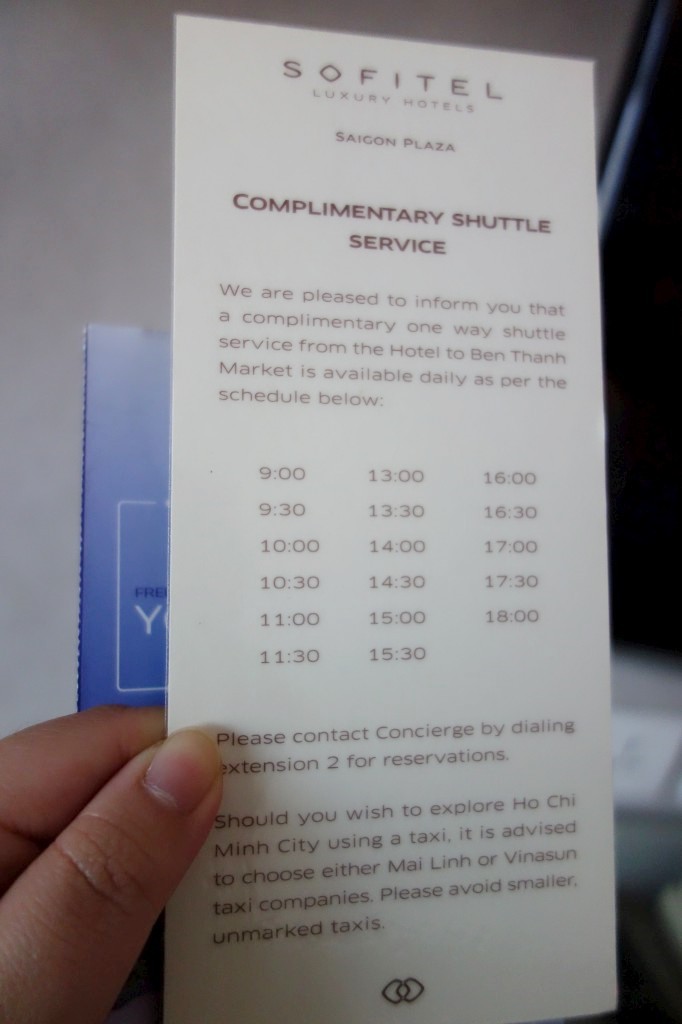 SOFITEL
LUXURY HOTELS
SAIGON PLAZA
COMPLIMENTARY SHUTTLE
SERVICE
We are pleased to inform you that
a complimentary one way shuttle
service from the Hotel to Ben Thanh
Market is available daily as per the
schedule below:
9:00 13:00 16:00
9:30 13:30 16:30
10:00 14:00 17:00
10:30 14:30 17:30
11:00 15:00 18:00
11:30 15:30
Please contact Concierge by dialing
extension 2 for reservations.
Should you wish to explore Ho Chi
Minh City using a taxi, it is advised
to choose either Mai Linh or Vinasun
taxi companies. Please avoid smaller,
unmarked taxis.